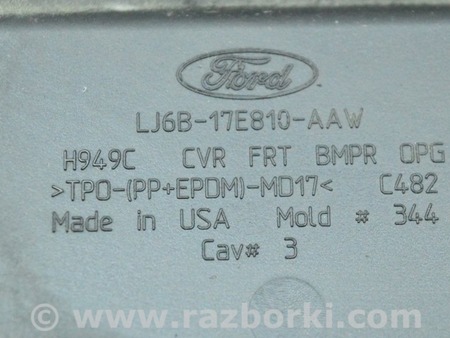 Ford
LJ6B-17E810-AAW
H949C CVR FRT BMPR OPG
>TPO-(PP+EPDM)-MD17< C482
Made in USA Mold # 344
Cav# 3
www.razborki.com